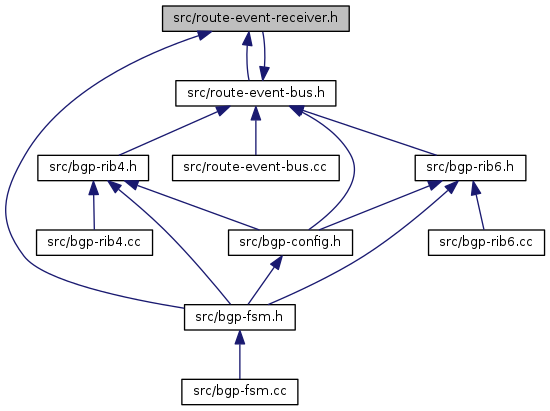 src/route-event-receiver.h
src/route-event-bus.h
src/bgp-rib4.h
src/route-event-bus.cc
src/bgp-rib6.h
src/bgp-rib4.cc
src/bgp-config.h
src/bgp-rib6.cc
src/bgp-fsm.h
src/bgp-fsm.cc